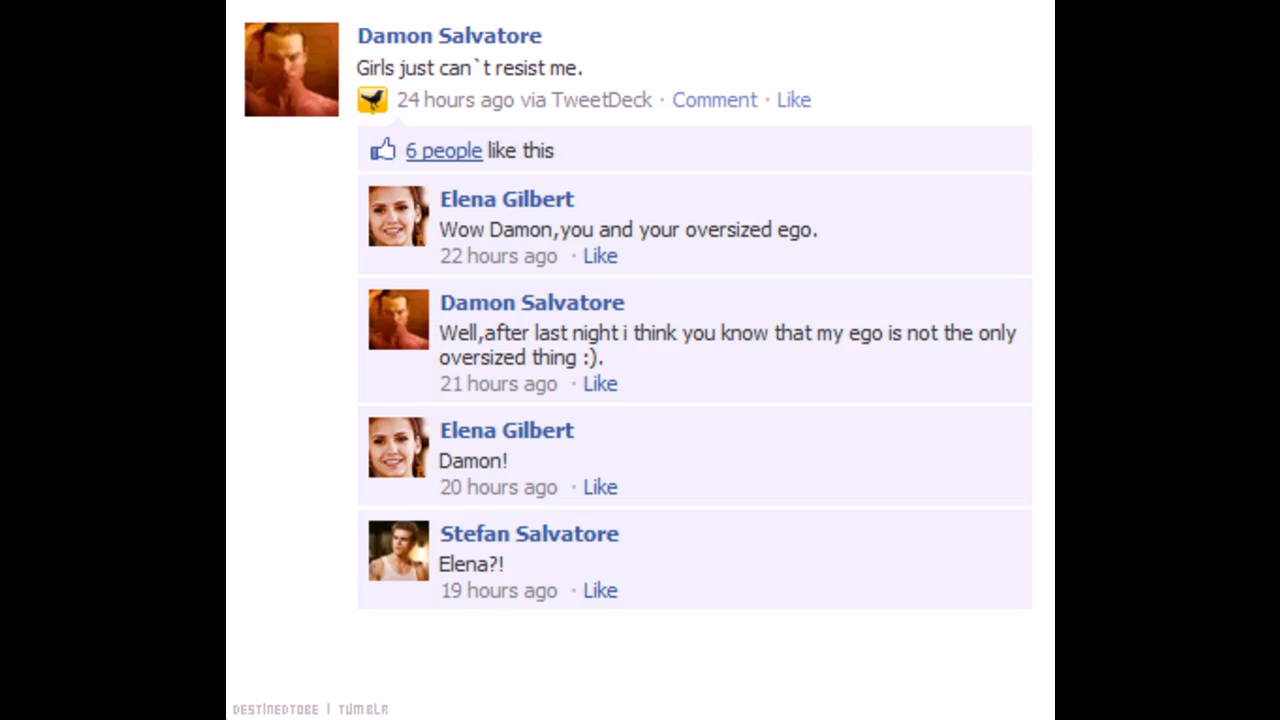 Damon Salvatore
Girls just can`t resist me.
24 hours ago via TweetDeck · Comment · Like
6 people like this
Elena Gilbert
Wow Damon,you and your oversized ego.
22 hours ago · Like
Damon Salvatore
Well,after last night i think you know that my ego is not the only
oversized thing :).
21 hours ago · Like
Elena Gilbert
Damon!
20 hours ago · Like
Stefan Salvatore
Elena?!
19 hours ago · Like
DESTINEDTOBE | TUMBLR